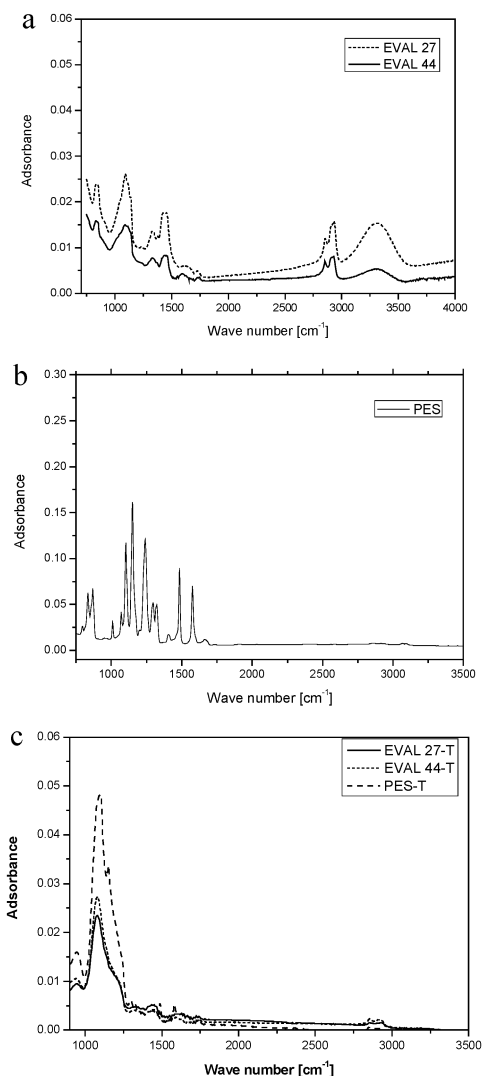 a
0.06
EVAL 27
EVAL 44
0.05
0.04
0.03
0.02
0.01
0.00
Adsorbance
1000 1500 2000 2500 3000 3500 4000
Wave number [cm-1]
b
0.30
PES
0.25
0.20
0.15
0.10
0.05
0.00
Adsorbance
1000 1500 2000 2500 3000 3500
Wave number [cm-1]
c
0.06
EVAL 27-T
EVAL 44-T
PES-T
0.05
0.04
0.03
0.02
0.01
0.00
Adsorbance
1000 1500 2000 2500 3000 3500
Wave number [cm-1]